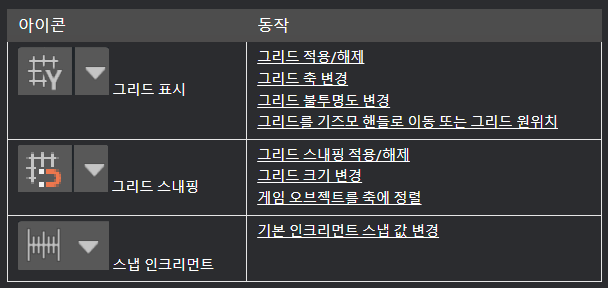 아이콘 동작
그리드 표시
그리드 적용/해제
그리드 축 변경
그리드 불투명도 변경
그리드를 기즈모 핸들로 이동 또는 그리드 원위치
그리드 스내핑
그리드 스내핑 적용/해제
그리드 크기 변경
게임 오브젝트를 축에 정렬
스냅 인크리먼트
기본 인크리먼트 스냅 값 변경